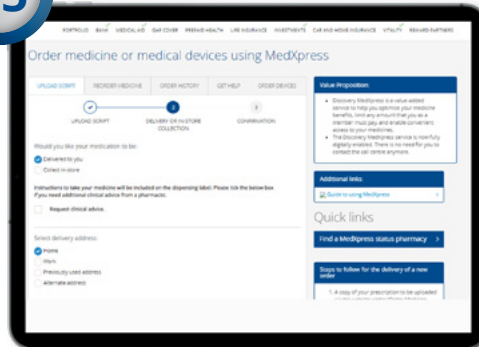 PORTFOLIO BANK MEDICAL AID GAP COVER PREPAID HEALTH LIFE INSURANCE INVESTMENTS CAR AND HOME INSURANCE VITALITY REWARD PARTNERS
Order medicine or medical devices using MedXpress
UPLOAD SCRIPT REORDER MEDICINE ORDER HISTORY GET HELP ORDER DEVICES
2 3
UPLOAD SCRIPT DELIVERY OR IN-STORE COLLECTION CONFIRMATION
Would you like your medication to be:
Delivered to you
Collect in-store
Instructions to take your medicine will be included on the dispensing label. Please tick the below box
if you need additional clinical advice from a pharmacist.
Request clinical advice.
Select delivery address:
Home
Work
Previously used address
Alternate address
Value Proposition:
Discovery MedXpress is a value added
service to help you optimise your medicine
benefits, limit any amount that you as a
member must pay, and enable convenient
access to your medicines.
The Discovery MedXpress service is now fully
digitally enabled. There is no need for you to
contact the call centre anymore.
Additional links:
Guide to using MedXpress
Quick links
Find a MedXpress status pharmacy >
Steps to follow for the delivery of a new
order
1. A copy of your prescription to be uploaded